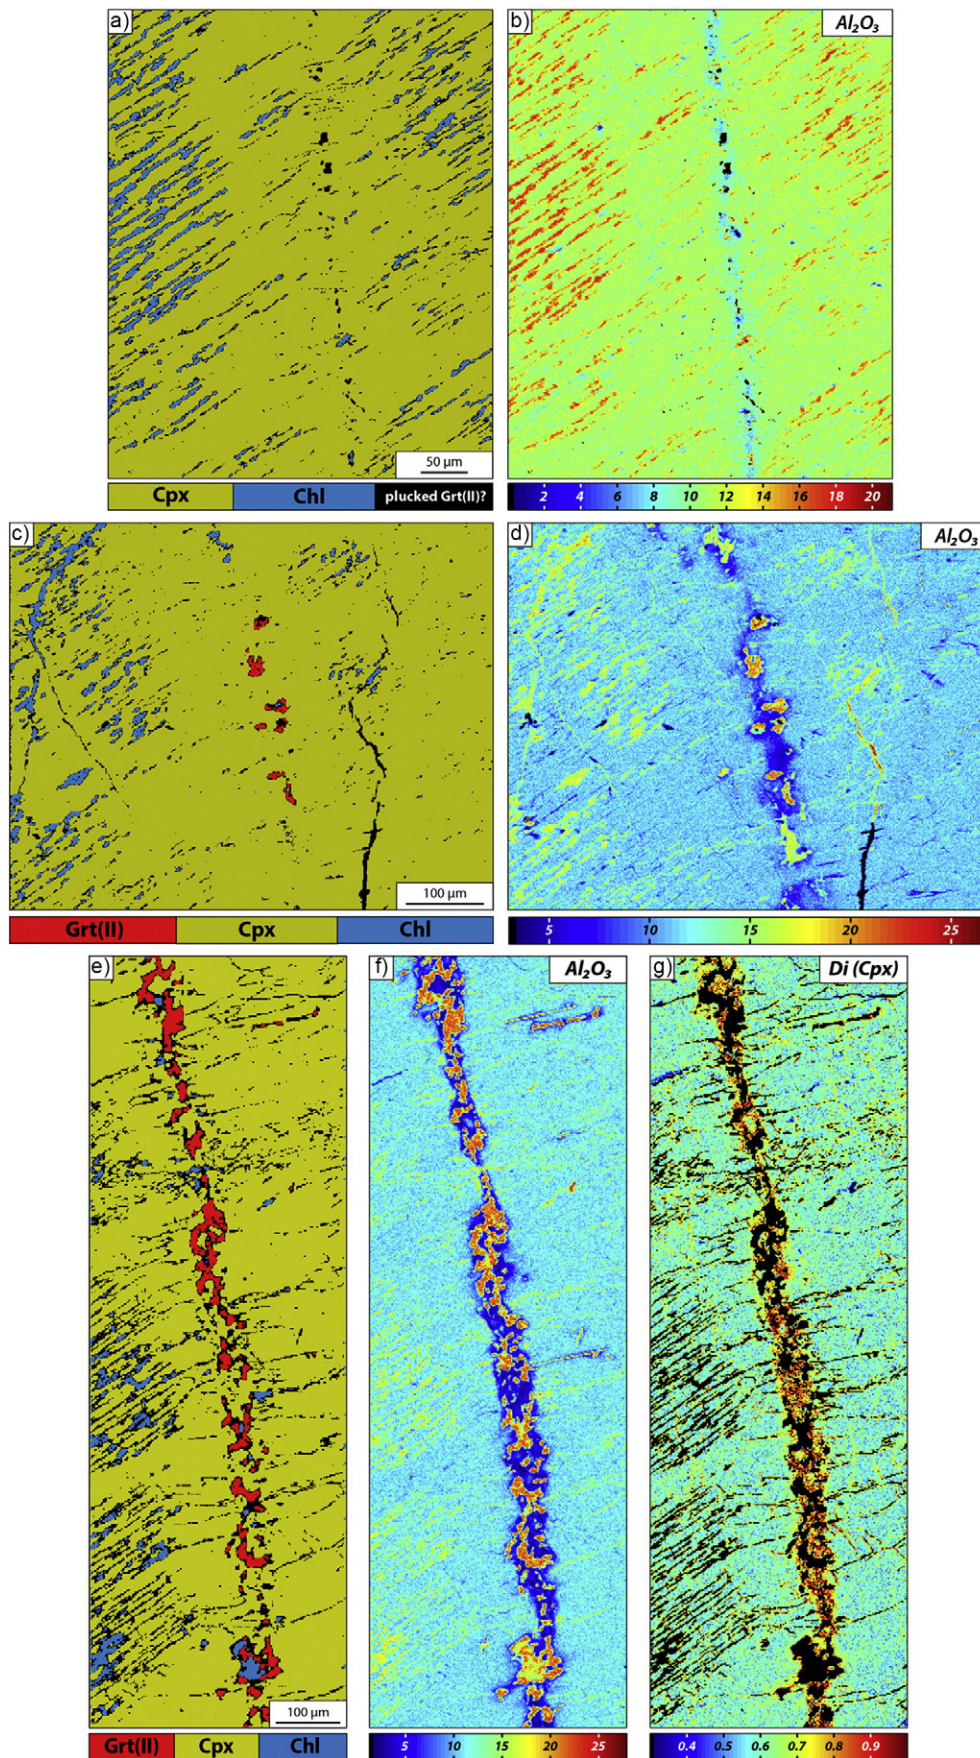 a)
b)
Al₂O₃
50 µm
Cpx Chl plucked Grt(II)?
2 4 6 8 10 12 14 16 18 20
c)
d)
Al₂O₃
100 µm
Grt(II) Cpx Chl
5 10 15 20 25
e)
f)
Al₂O₃
g)
Di (Cpx)
100 µm
Grt(II) Cpx Chl
5 10 15 20 25
0.4 0.5 0.6 0.7 0.8 0.9